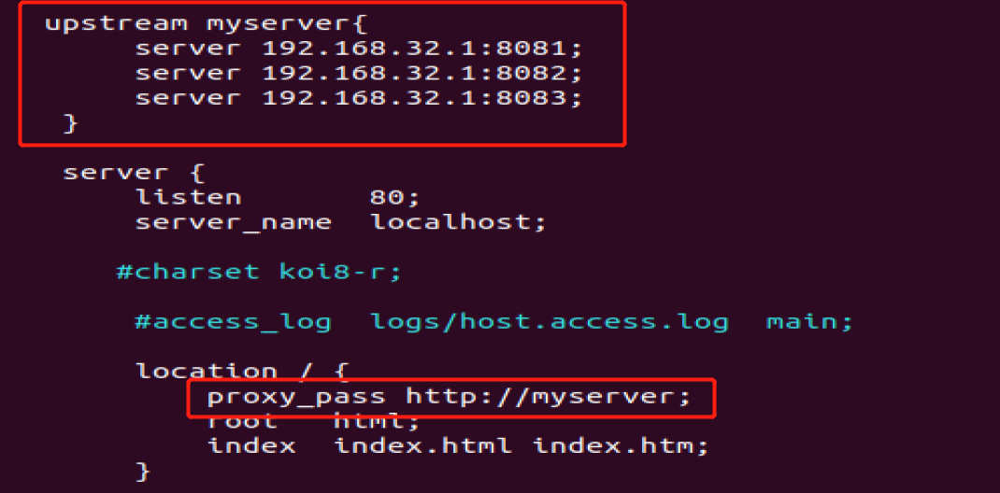 upstream myserver{
server 192.168.32.1:8081;
server 192.168.32.1:8082;
server 192.168.32.1:8083;
}
server {
listen 80;
server_name localhost;
#charset koi8-r;
#access_log logs/host.access.log main;
location / {
proxy_pass http://myserver;
root html;
index index.html index.htm;
}